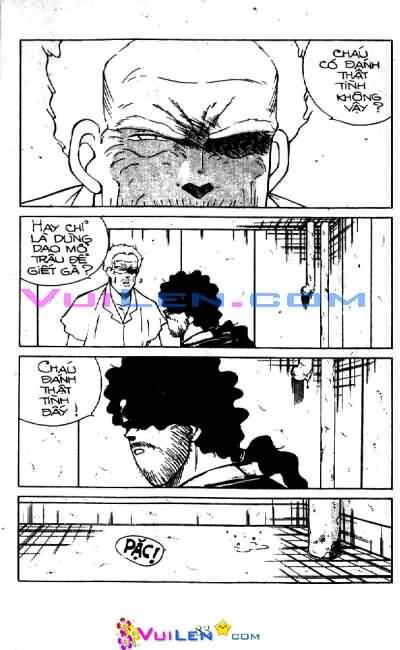 CHÁU
CÓ ĐÁNH
THẬT
TÌNH
KHÔNG
VẬY?
HAY CHỈ
LÀ DÙNG
DAO MỔ
TRÂU ĐỂ
GIẾT GÀ?
VUILEN.COM
CHÁU
ĐÁNH
THẬT
TÌNH
ĐẤY!
PẶC!
VUILEN.COM